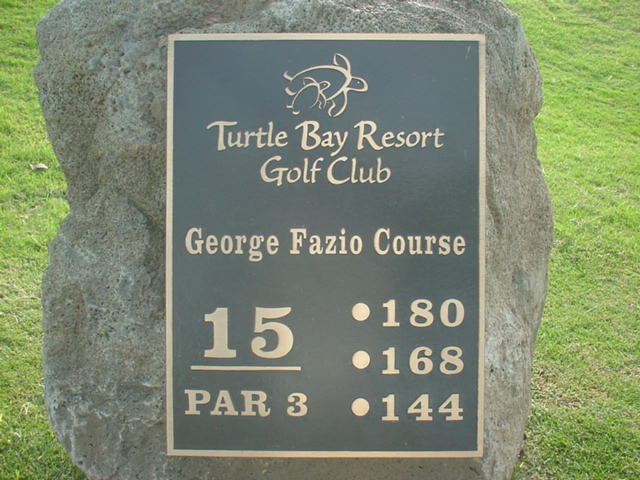 Turtle Bay Resort
Golf Club
George Fazio Course
15
PAR 3
180
168
144